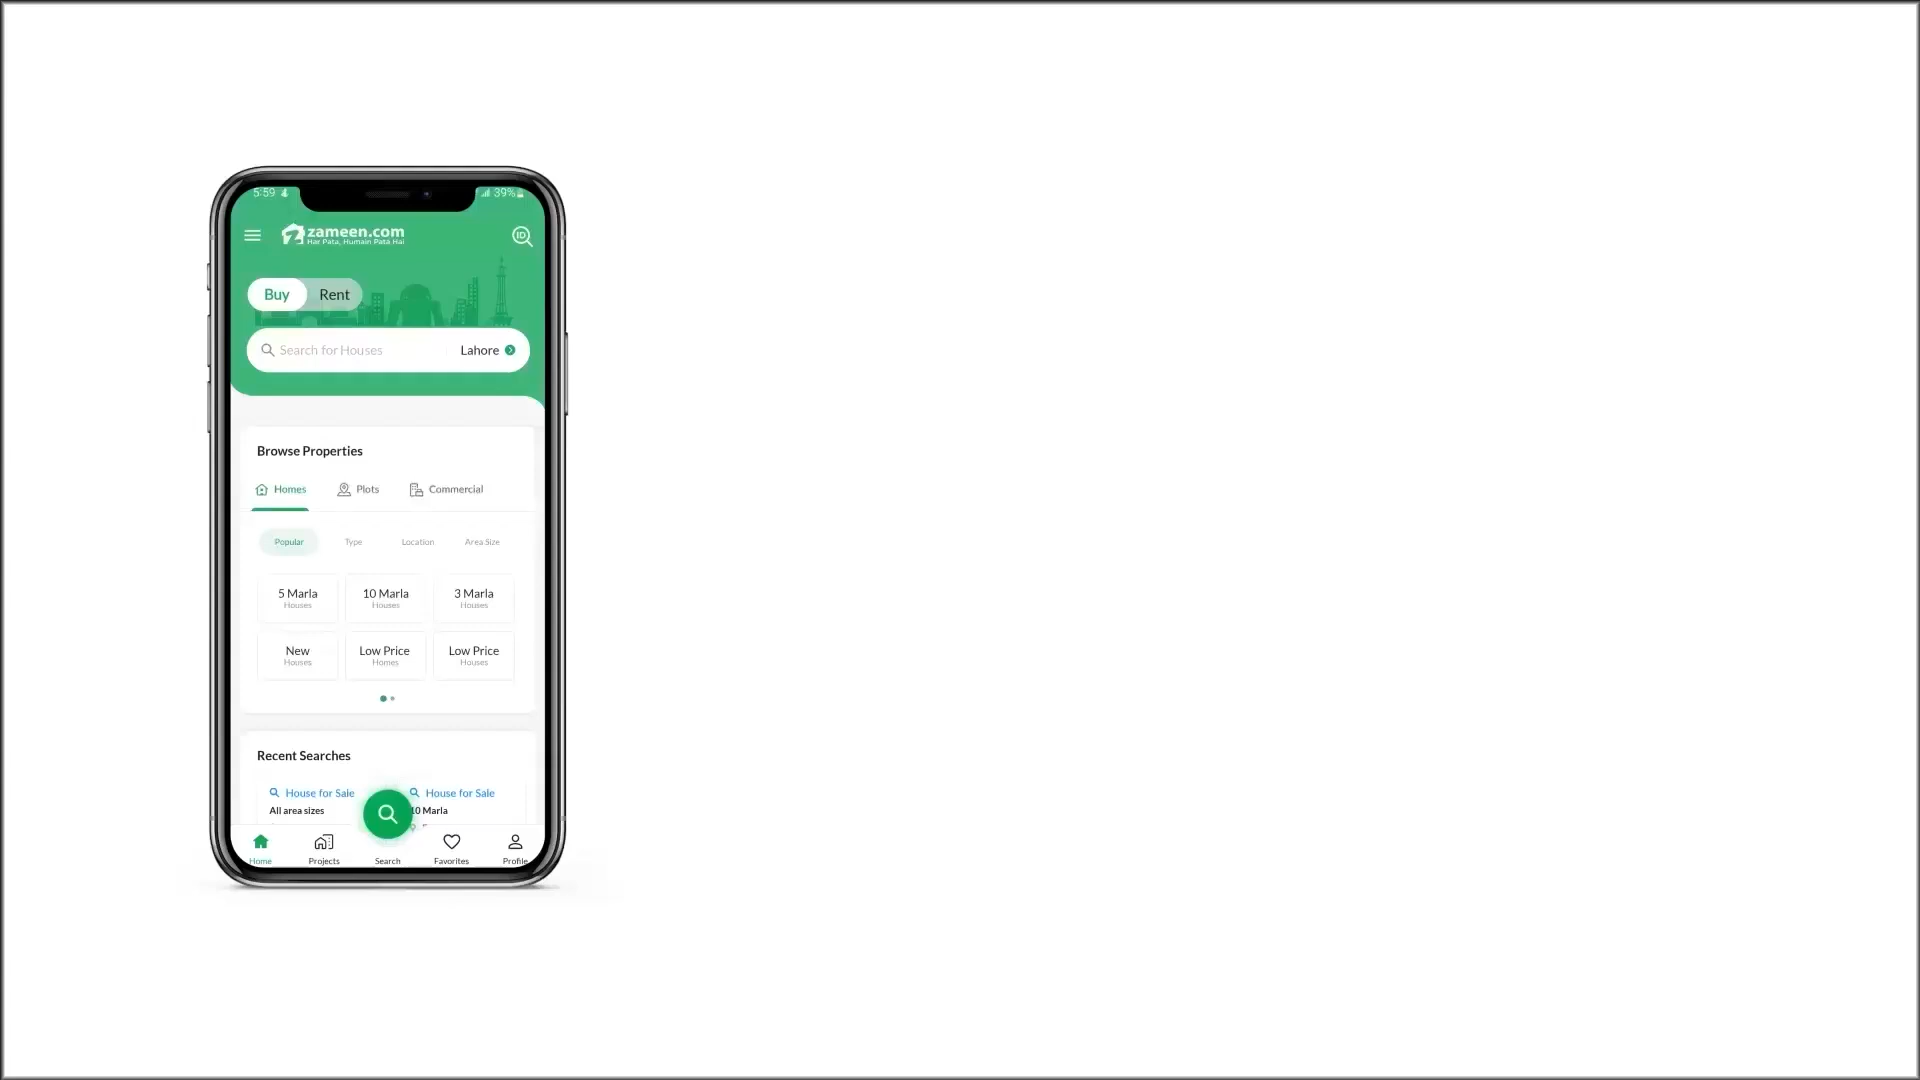 5:59 39%
zameen.com
Har Pata, Humain Pata Hai
ID
Buy Rent
Search for Houses Lahore
Browse Properties
Homes Plots Commercial
Popular Type Location Area Size
5 Marla 10 Marla 3 Marla
Houses Houses Houses
New Low Price Low Price
Houses Homes Houses
Recent Searches
House for Sale House for Sale
All area sizes 10 Marla
Home Projects Search Favorites Profile